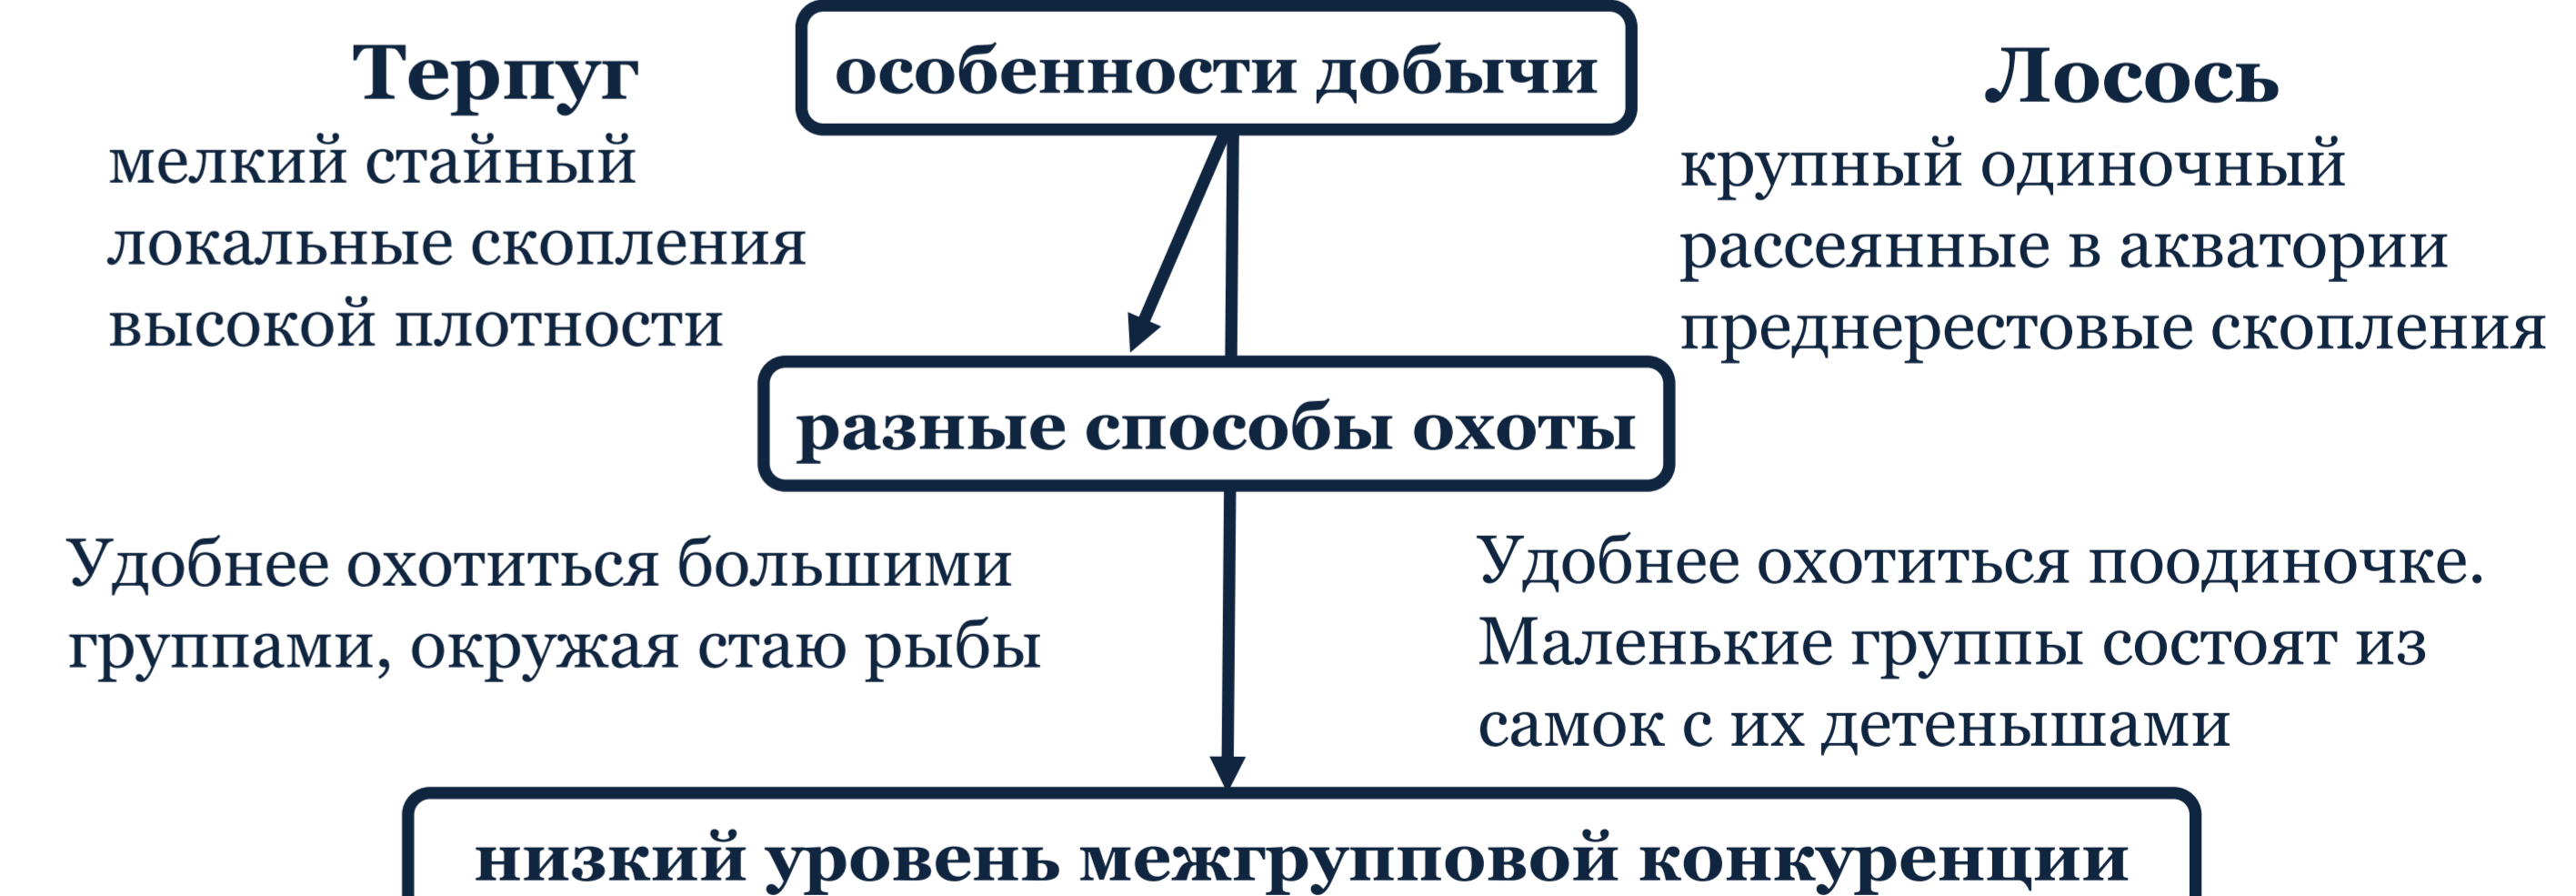 особенности добычи
Терпуг
мелкий стайный
локальные скопления
высокой плотности
Лосось
крупный одиночный
рассеянные в акватории
преднерестовые скопления
разные способы охоты
Удобнее охотиться большими
группами, окружая стаю рыбы
Удобнее охотиться поодиночке.
Маленькие группы состоят из
самок с их детенышами
низкий уровень межгрупповой конкуренции